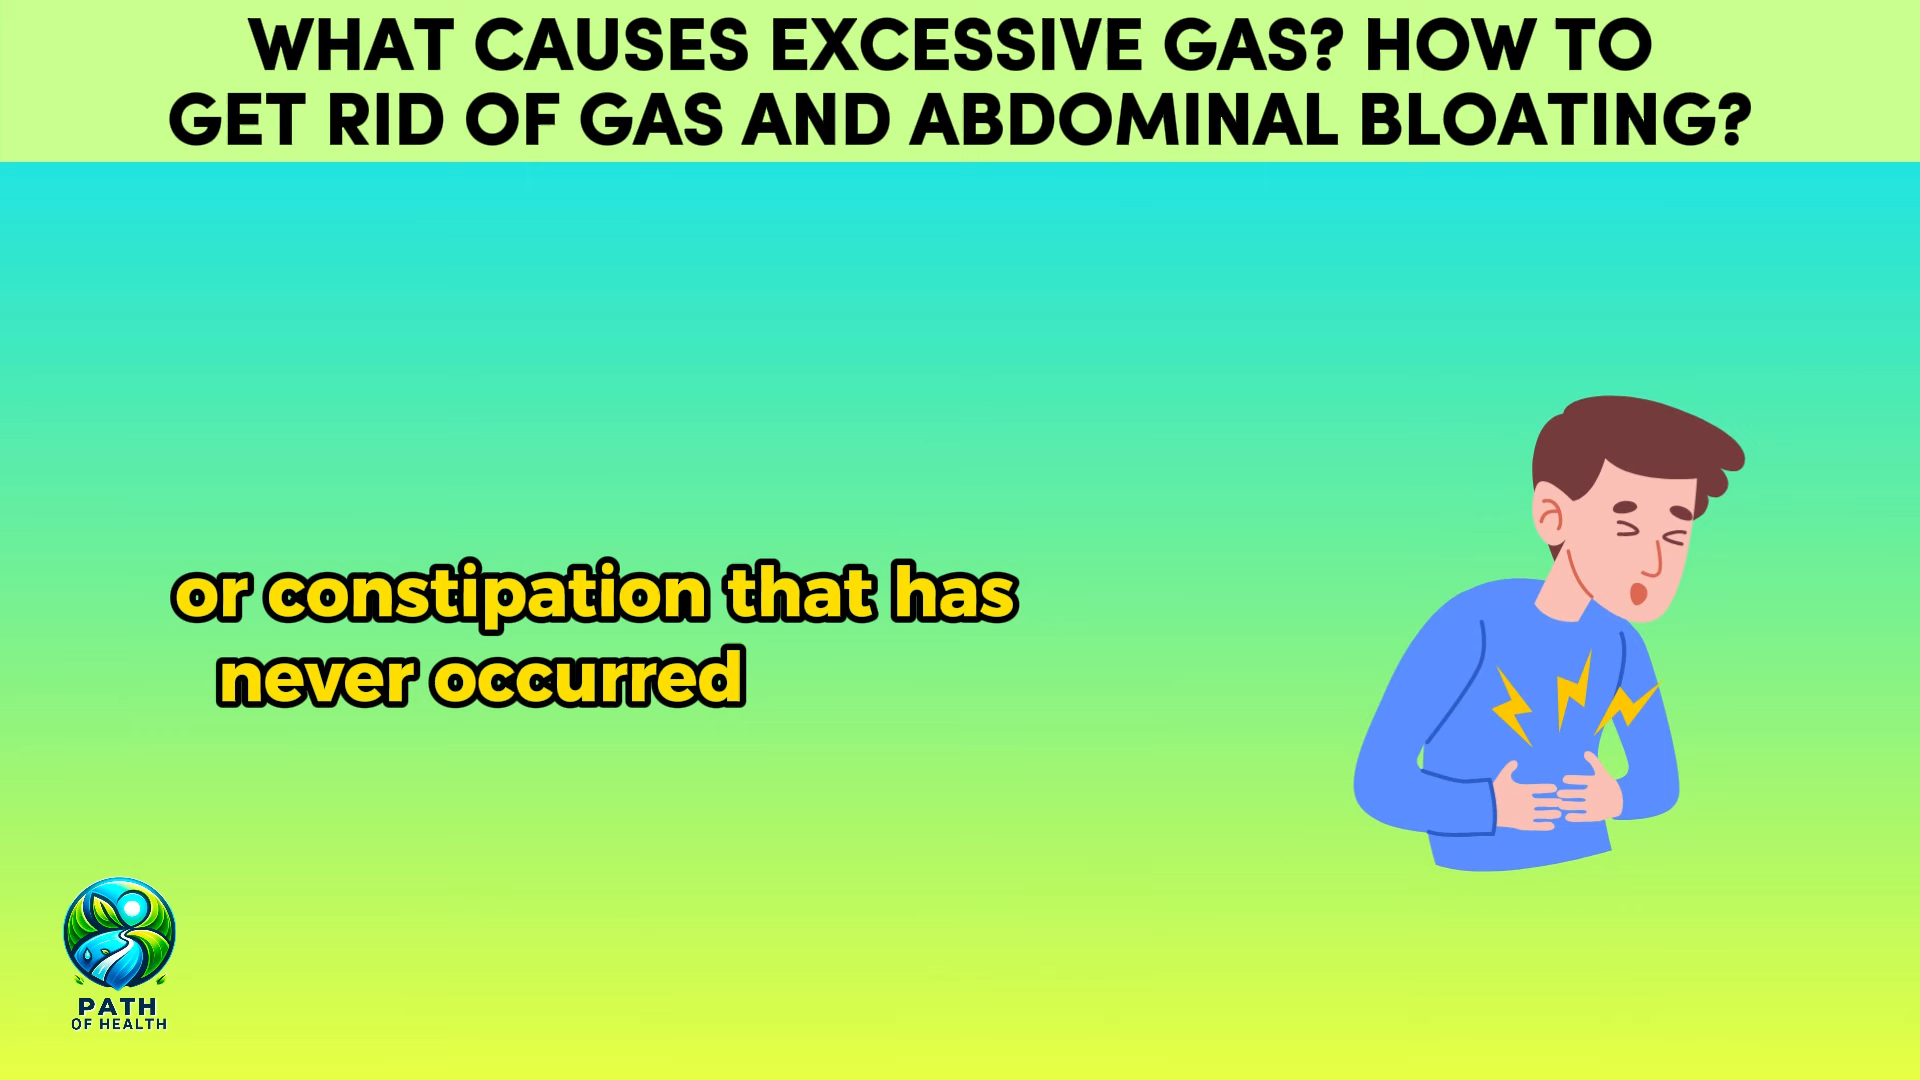 WHAT CAUSES EXCESSIVE GAS? HOW TO
GET RID OF GAS AND ABDOMINAL BLOATING?
or constipation that has
never occurred
PATH
OF HEALTH